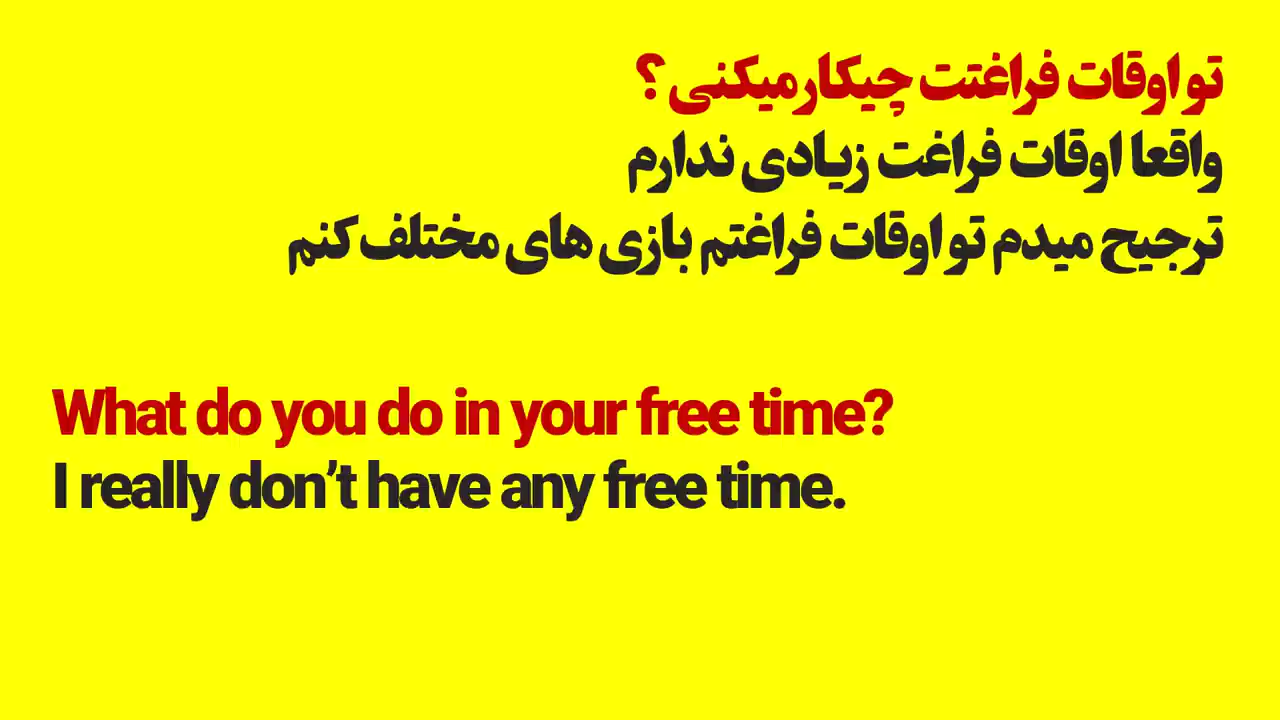 تو اوقات فراغتت چیکار میکنی ؟
واقعا اوقات فراغت زیادی ندارم
ترجیح میدم تو اوقات فراغتم بازی های مختلف کنم
What do you do in your free time?
I really don’t have any free time.